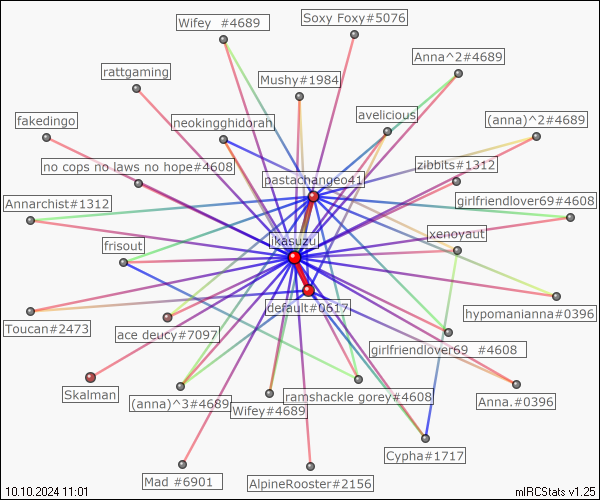 Wifey  #4689
Soxy Foxy#5076
Anna^2#4689
rattgaming
Mushy#1984
fakedingo
neokingghidorah
avelicious
(anna)^2#4689
no cops no laws no hope#4608
zibbits#1312
pastachangeo41
Annarchist#1312
girlfriendlover69#4608
frisout
ikasuzu
xenoyaut
default#0617
hypomanianna#0396
Toucan#2473
ace deucy#7097
girlfriendlover69  #4608
Skalman
(anna)^3#4689
Wifey#4689
ramshackle gorey#4608
Anna.#0396
Cypha#1717
Mad #6901
AlpineRooster#2156
10.10.2024 11:01
mIRCStats v1.25